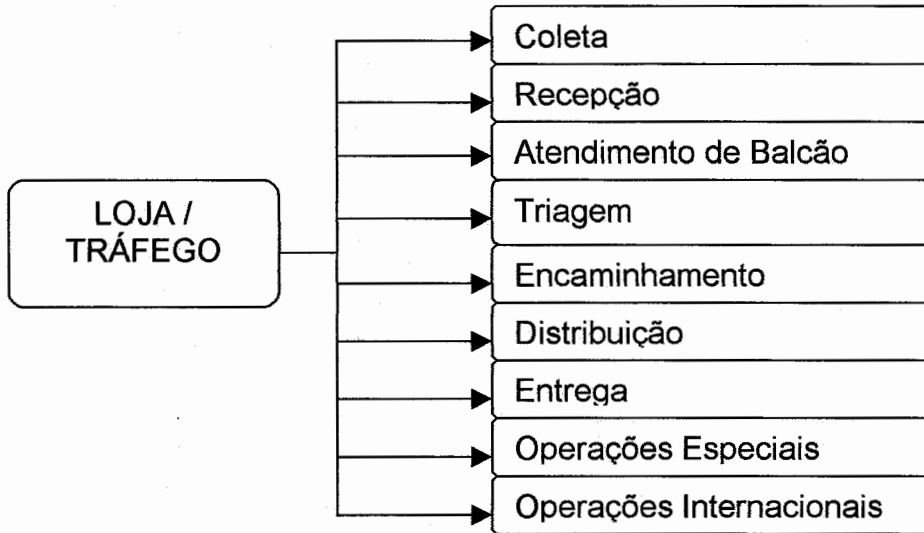 LOJA /
TRÁFEGO
Coleta
Recepção
Atendimento de Balcão
Triagem
Encaminhamento
Distribuição
Entrega
Operações Especiais
Operações Internacionais